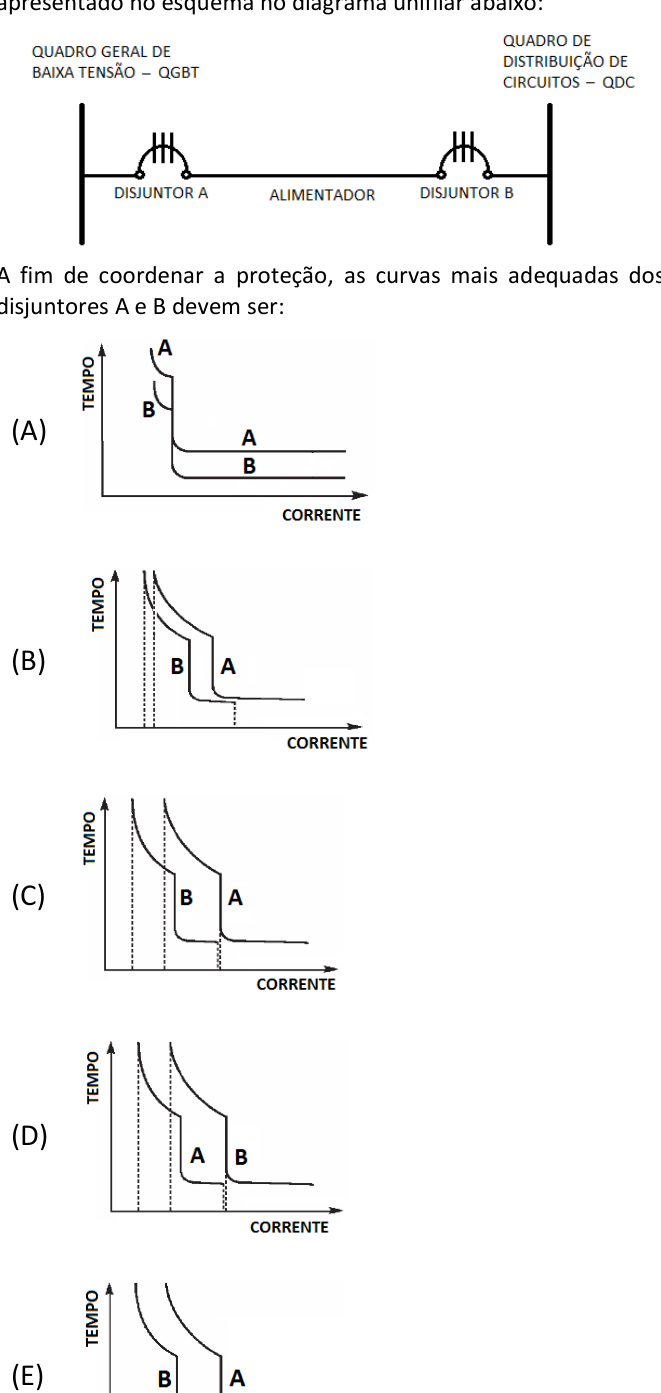 apresentado no esquema no diagrama unifilar abaixo:
QUADRO GERAL DE
BAIXA TENSÃO – QGBT
QUADRO DE
DISTRIBUIÇÃO DE
CIRCUITOS – QDC
DISJUNTOR A
ALIMENTADOR
DISJUNTOR B
A fim de coordenar a proteção, as curvas mais adequadas dos
disjuntores A e B devem ser:
(A)
TEMPO
A
B
A
B
CORRENTE
(B)
TEMPO
B
A
CORRENTE
(C)
TEMPO
B
A
CORRENTE
(D)
TEMPO
A
B
CORRENTE
(E)
TEMPO
B
A